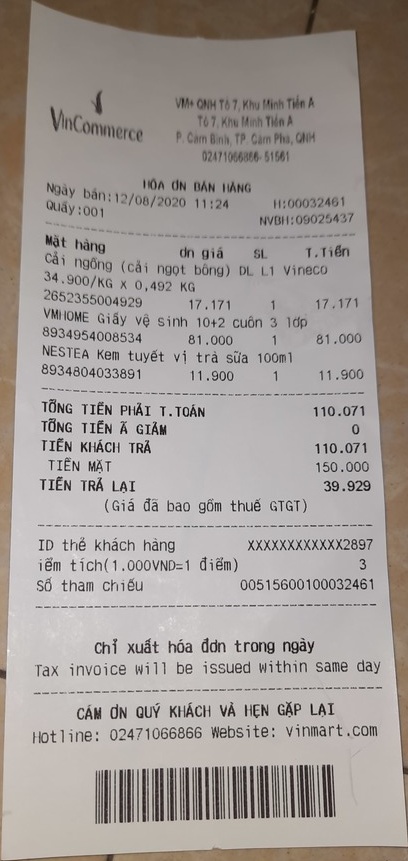 VinCommerce
VM+ QNH Tổ 7, Khu Minh Tiến A
Tổ 7, Khu Minh Tiến A
P. Cẩm Bình, TP. Cẩm Phả, QNH
02471066866-51561
HÓA ƠN BÁN HÀNG
Ngày bán:12/08/2020 11:24 H:00032461
Quầy:001 NVBH:09025437
Mặt hàng ơn giá SL T.Tiền
Cải ngồng (cải ngọt bông) DL L1 Vineco
34.900/KG X 0,492 KG
2652355004929 17.171 1 17.171
VMHOME Giấy vệ sinh 10+2 cuôn 3 lớp
8934954008534 81.000 1 81.000
NESTEA Kem tuyết vị trà sữa 100ml
8934804033891 11.900 1 11.900
TỔNG TIỀN PHẢI T.TOÁN 110.071
TỔNG TIỀN Ã GIẢM 0
TIỀN KHÁCH TRẢ 110.071
TIỀN MẶT 150.000
TIỀN TRẢ LẠI 39.929
(Giá đã bao gồm thuế GTGT)
ID thẻ khách hàng XXXXXXXXXXXX2897
iểm tích(1.000VND=1 điểm) 3
Số tham chiếu 00515600100032461
Chỉ xuất hóa đơn trong ngày
Tax invoice will be issued within same day
CẢM ƠN QUÝ KHÁCH VÀ HẸN GẶP LẠI
Hotline: 02471066866 Website: vinmart.com